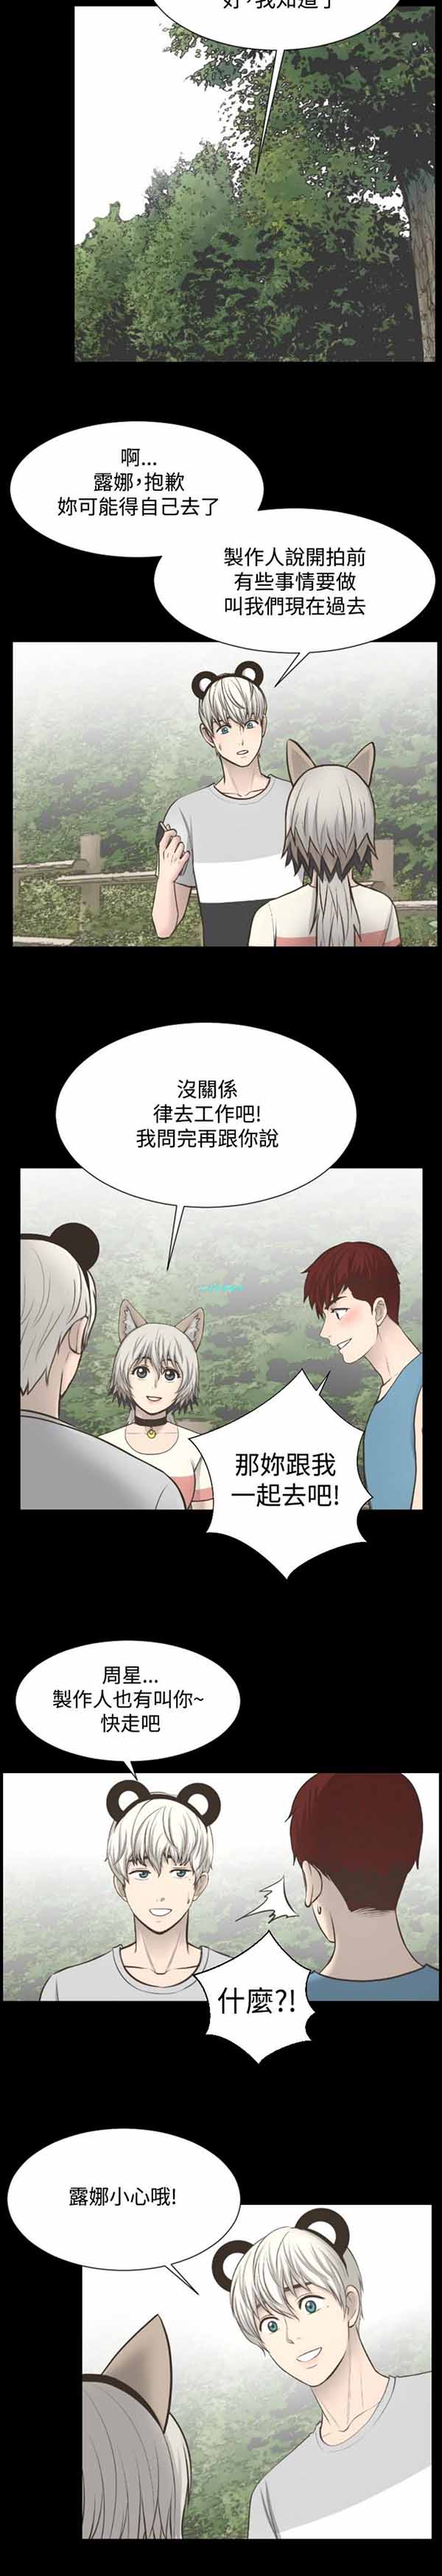 好，我知道了
啊...
露娜，抱歉
妳可能得自己去了
製作人說開拍前
有些事情要做
叫我們現在過去
沒關係
律去工作吧!
我問完再跟你說
那妳跟我
一起去吧!
周星...
製作人也有叫你~
快走吧
什麼?!
露娜小心哦!